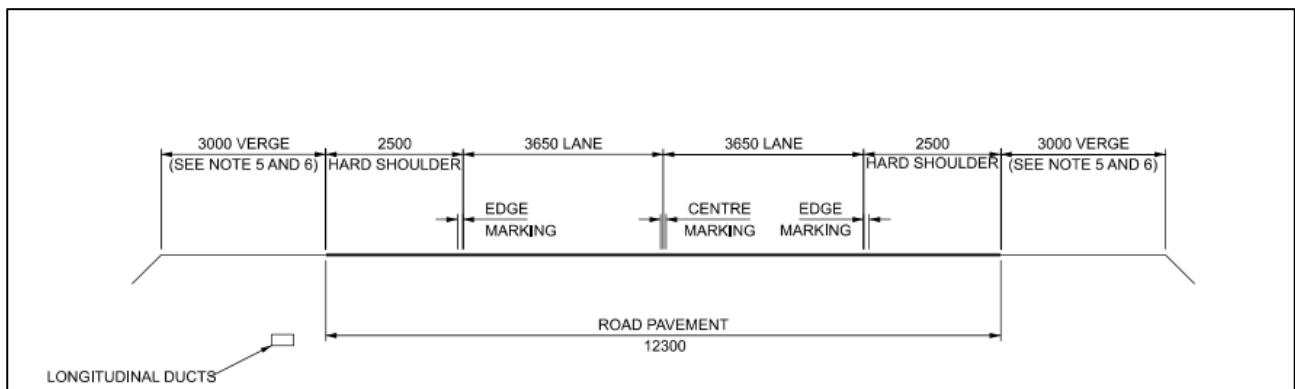 3000 VERGE
(SEE NOTE 5 AND 6)
2500
HARD SHOULDER
3650 LANE
3650 LANE
2500
HARD SHOULDER
3000 VERGE
(SEE NOTE 5 AND 6)
EDGE
MARKING
CENTRE
MARKING
EDGE
MARKING
ROAD PAVEMENT
12300
LONGITUDINAL DUCTS